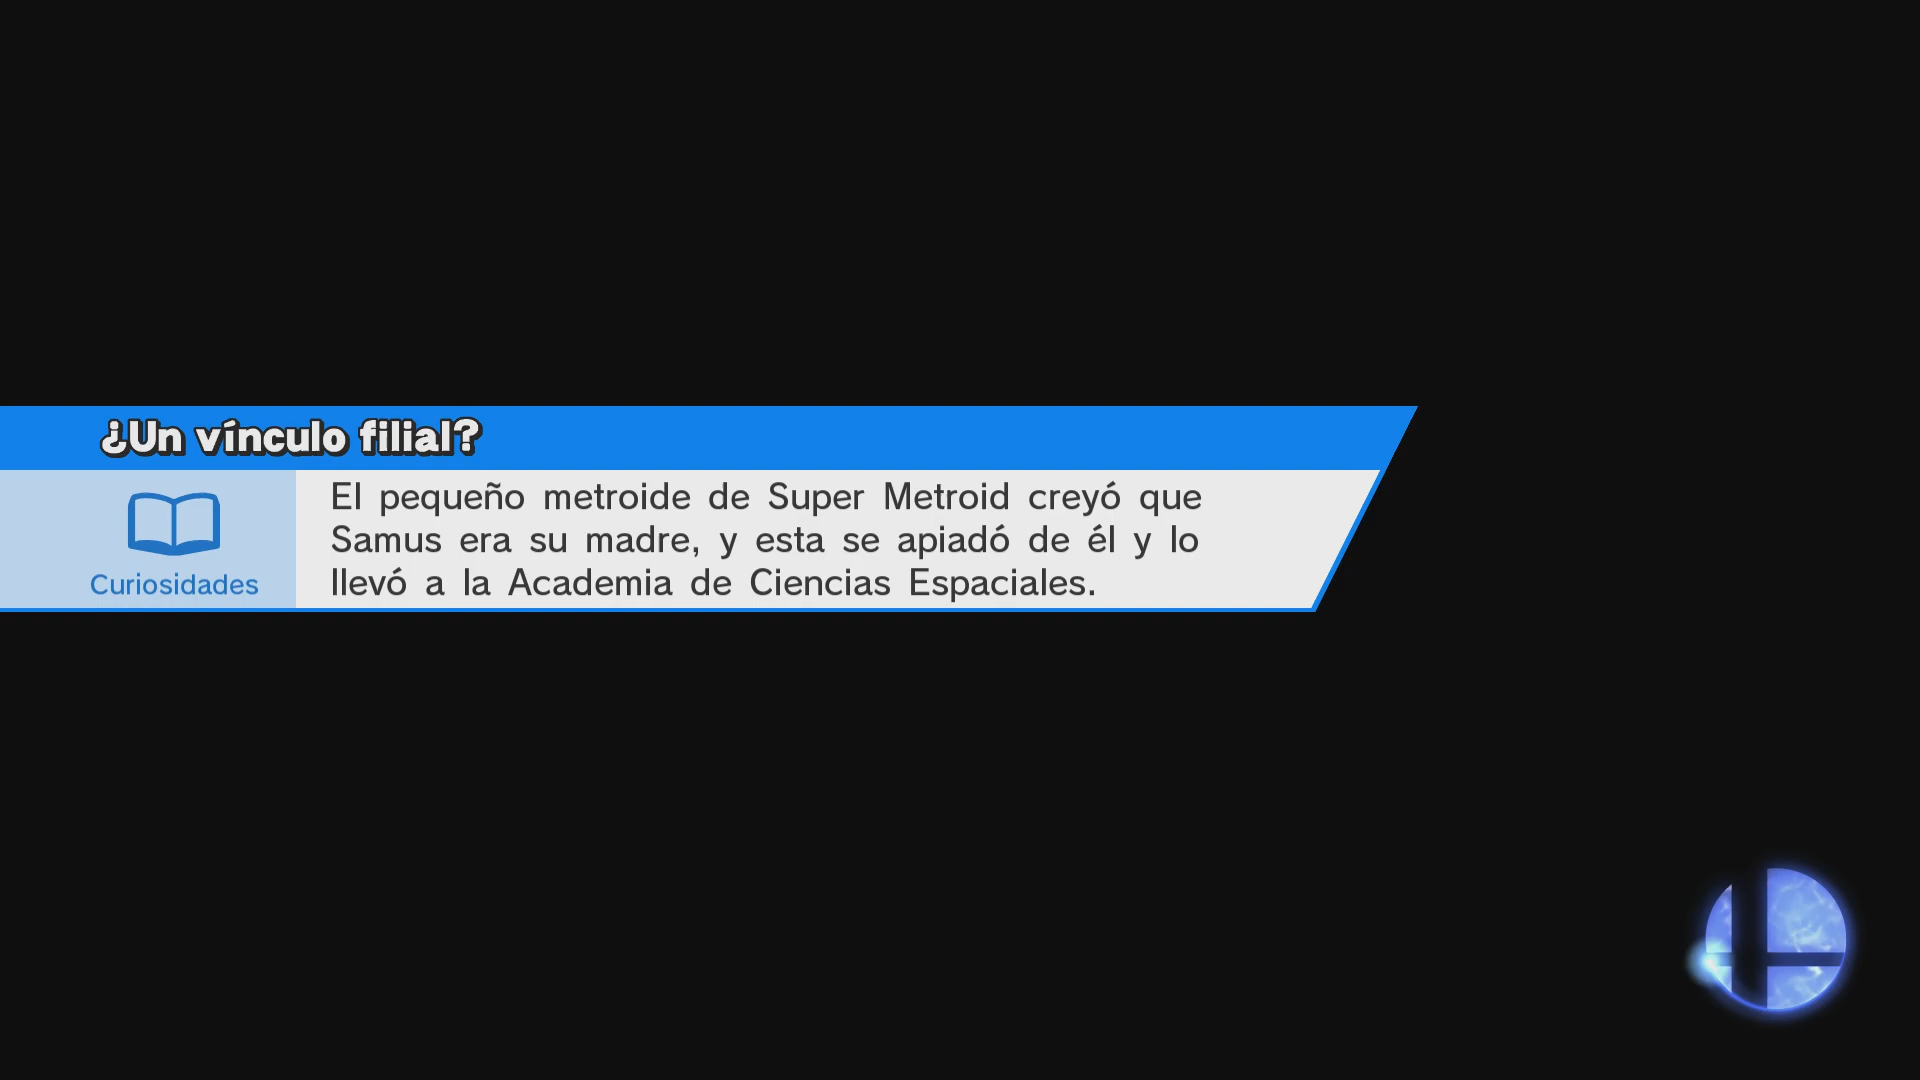 ¿Un vínculo filial?
El pequeño metroide de Super Metroid creyó que
Samus era su madre, y esta se apiadó de él y lo
llevó a la Academia de Ciencias Espaciales.
Curiosidades